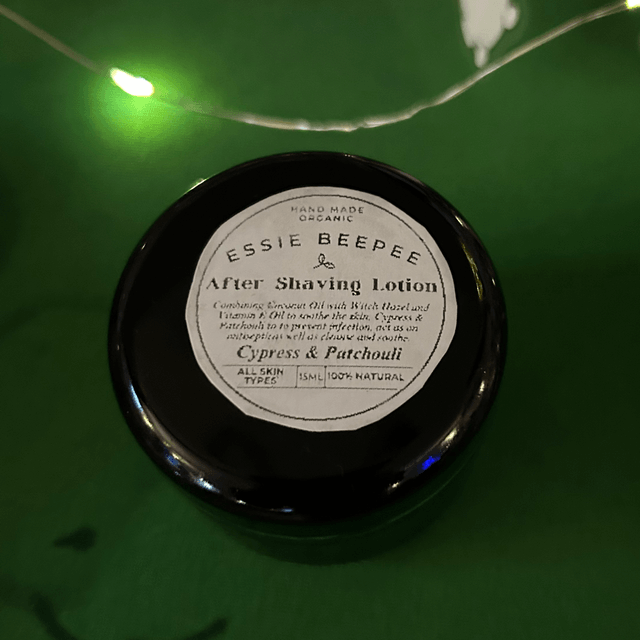 HAND MADE
ORGANIC
ESSIE BEEPEE
After Shaving Lotion
Combining Coconut Oil with Witch Hazel and
Vitamin E Oil to soothe the skin, Cypress &
Patchouli to to prevent infection, act as an
antiseptic as well as cleanse and soothe.
Cypress & Patchouli
ALL SKIN
TYPES
15ML
100% NATURAL